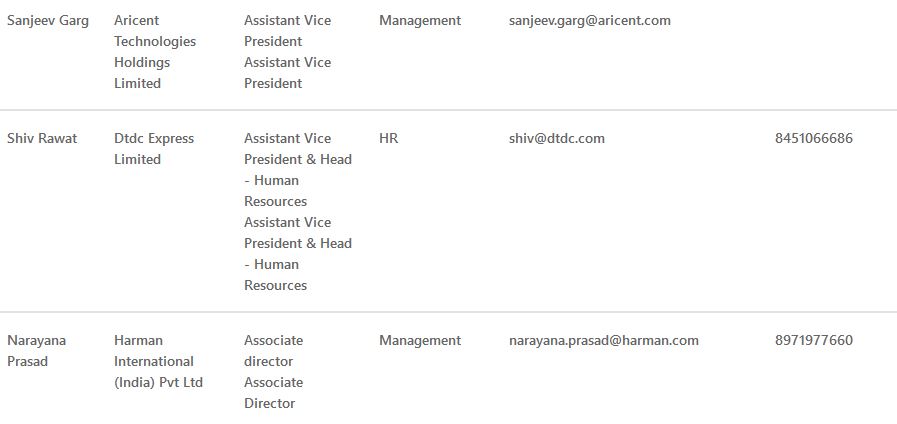 Sanjeev Garg
Aricent Technologies Holdings Limited
Assistant Vice President Assistant Vice President
Management
sanjeev.garg@aricent.com
Shiv Rawat
Dtdc Express Limited
Assistant Vice President & Head - Human Resources Assistant Vice President & Head - Human Resources
HR
shiv@dtdc.com
8451066686
Narayana Prasad
Harman International (India) Pvt Ltd
Associate director Associate Director
Management
narayana.prasad@harman.com
8971977660